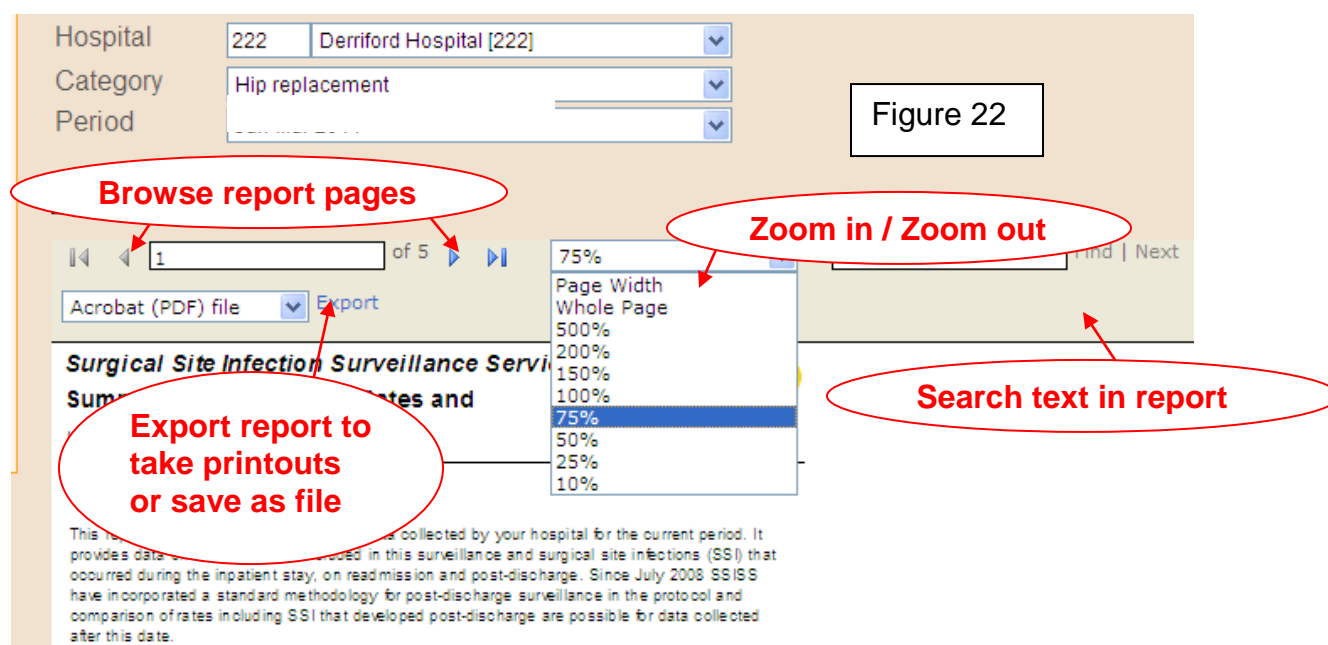 Hospital 222 Derriford Hospital [222]
Category Hip replacement
Period
Figure 22
Browse report pages
Zoom in / Zoom out
1 of 5 75% Find | Next
Acrobat (PDF) file Export
Page Width
Whole Page
500%
200%
150%
100%
75%
50%
25%
10%
Surgical Site Infection Surveillance
and
Search text in report
Export report to
take printouts
or save as file
This collected by your hospital for the current period. It
provides data in this surveillance and surgical site infections (SSI) that
occurred during the inpatient stay, on readmission and post-discharge. Since July 2008 SSISS
have incorporated a standard methodology for post-discharge surveillance in the protocol and
comparison of rates including SSI that developed post-discharge are possible for data collected
after this date.